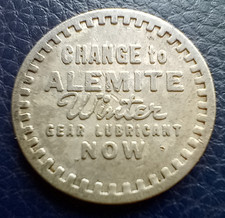 CHANGE to
ALEMITE
Winter
GEAR LUBRICANT
NOW